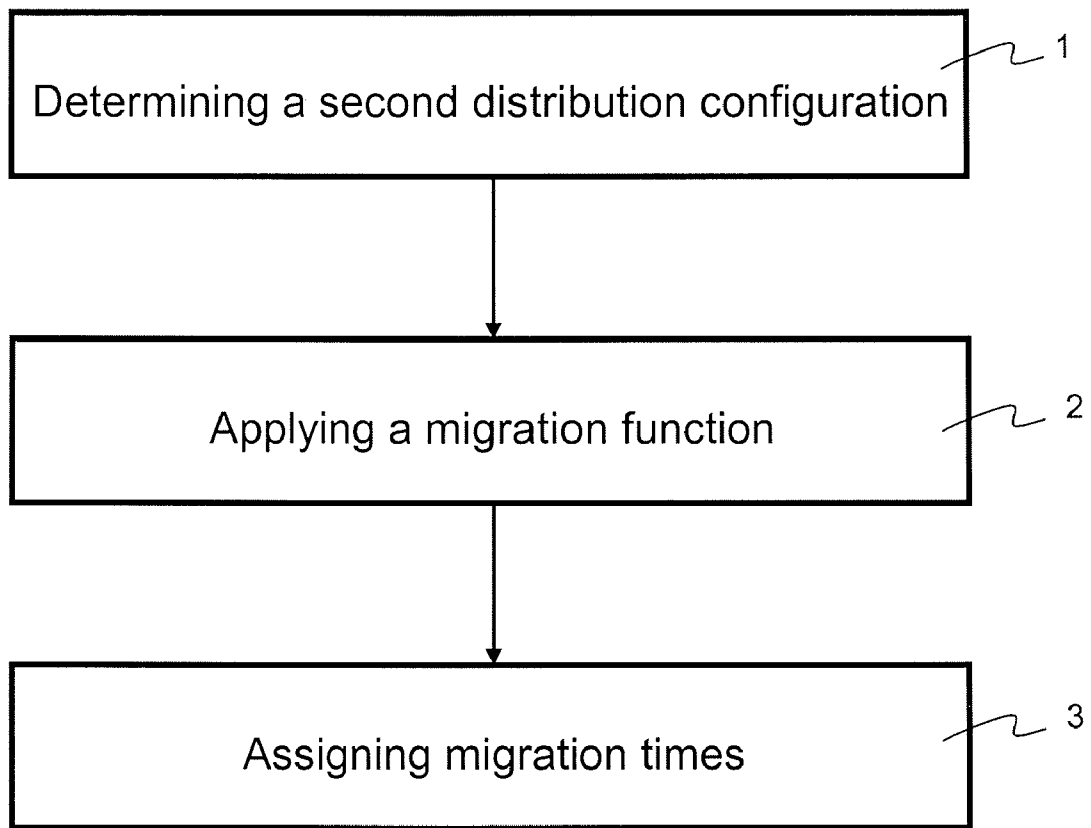 1
Determining a second distribution configuration
2
Applying a migration function
3
Assigning migration times